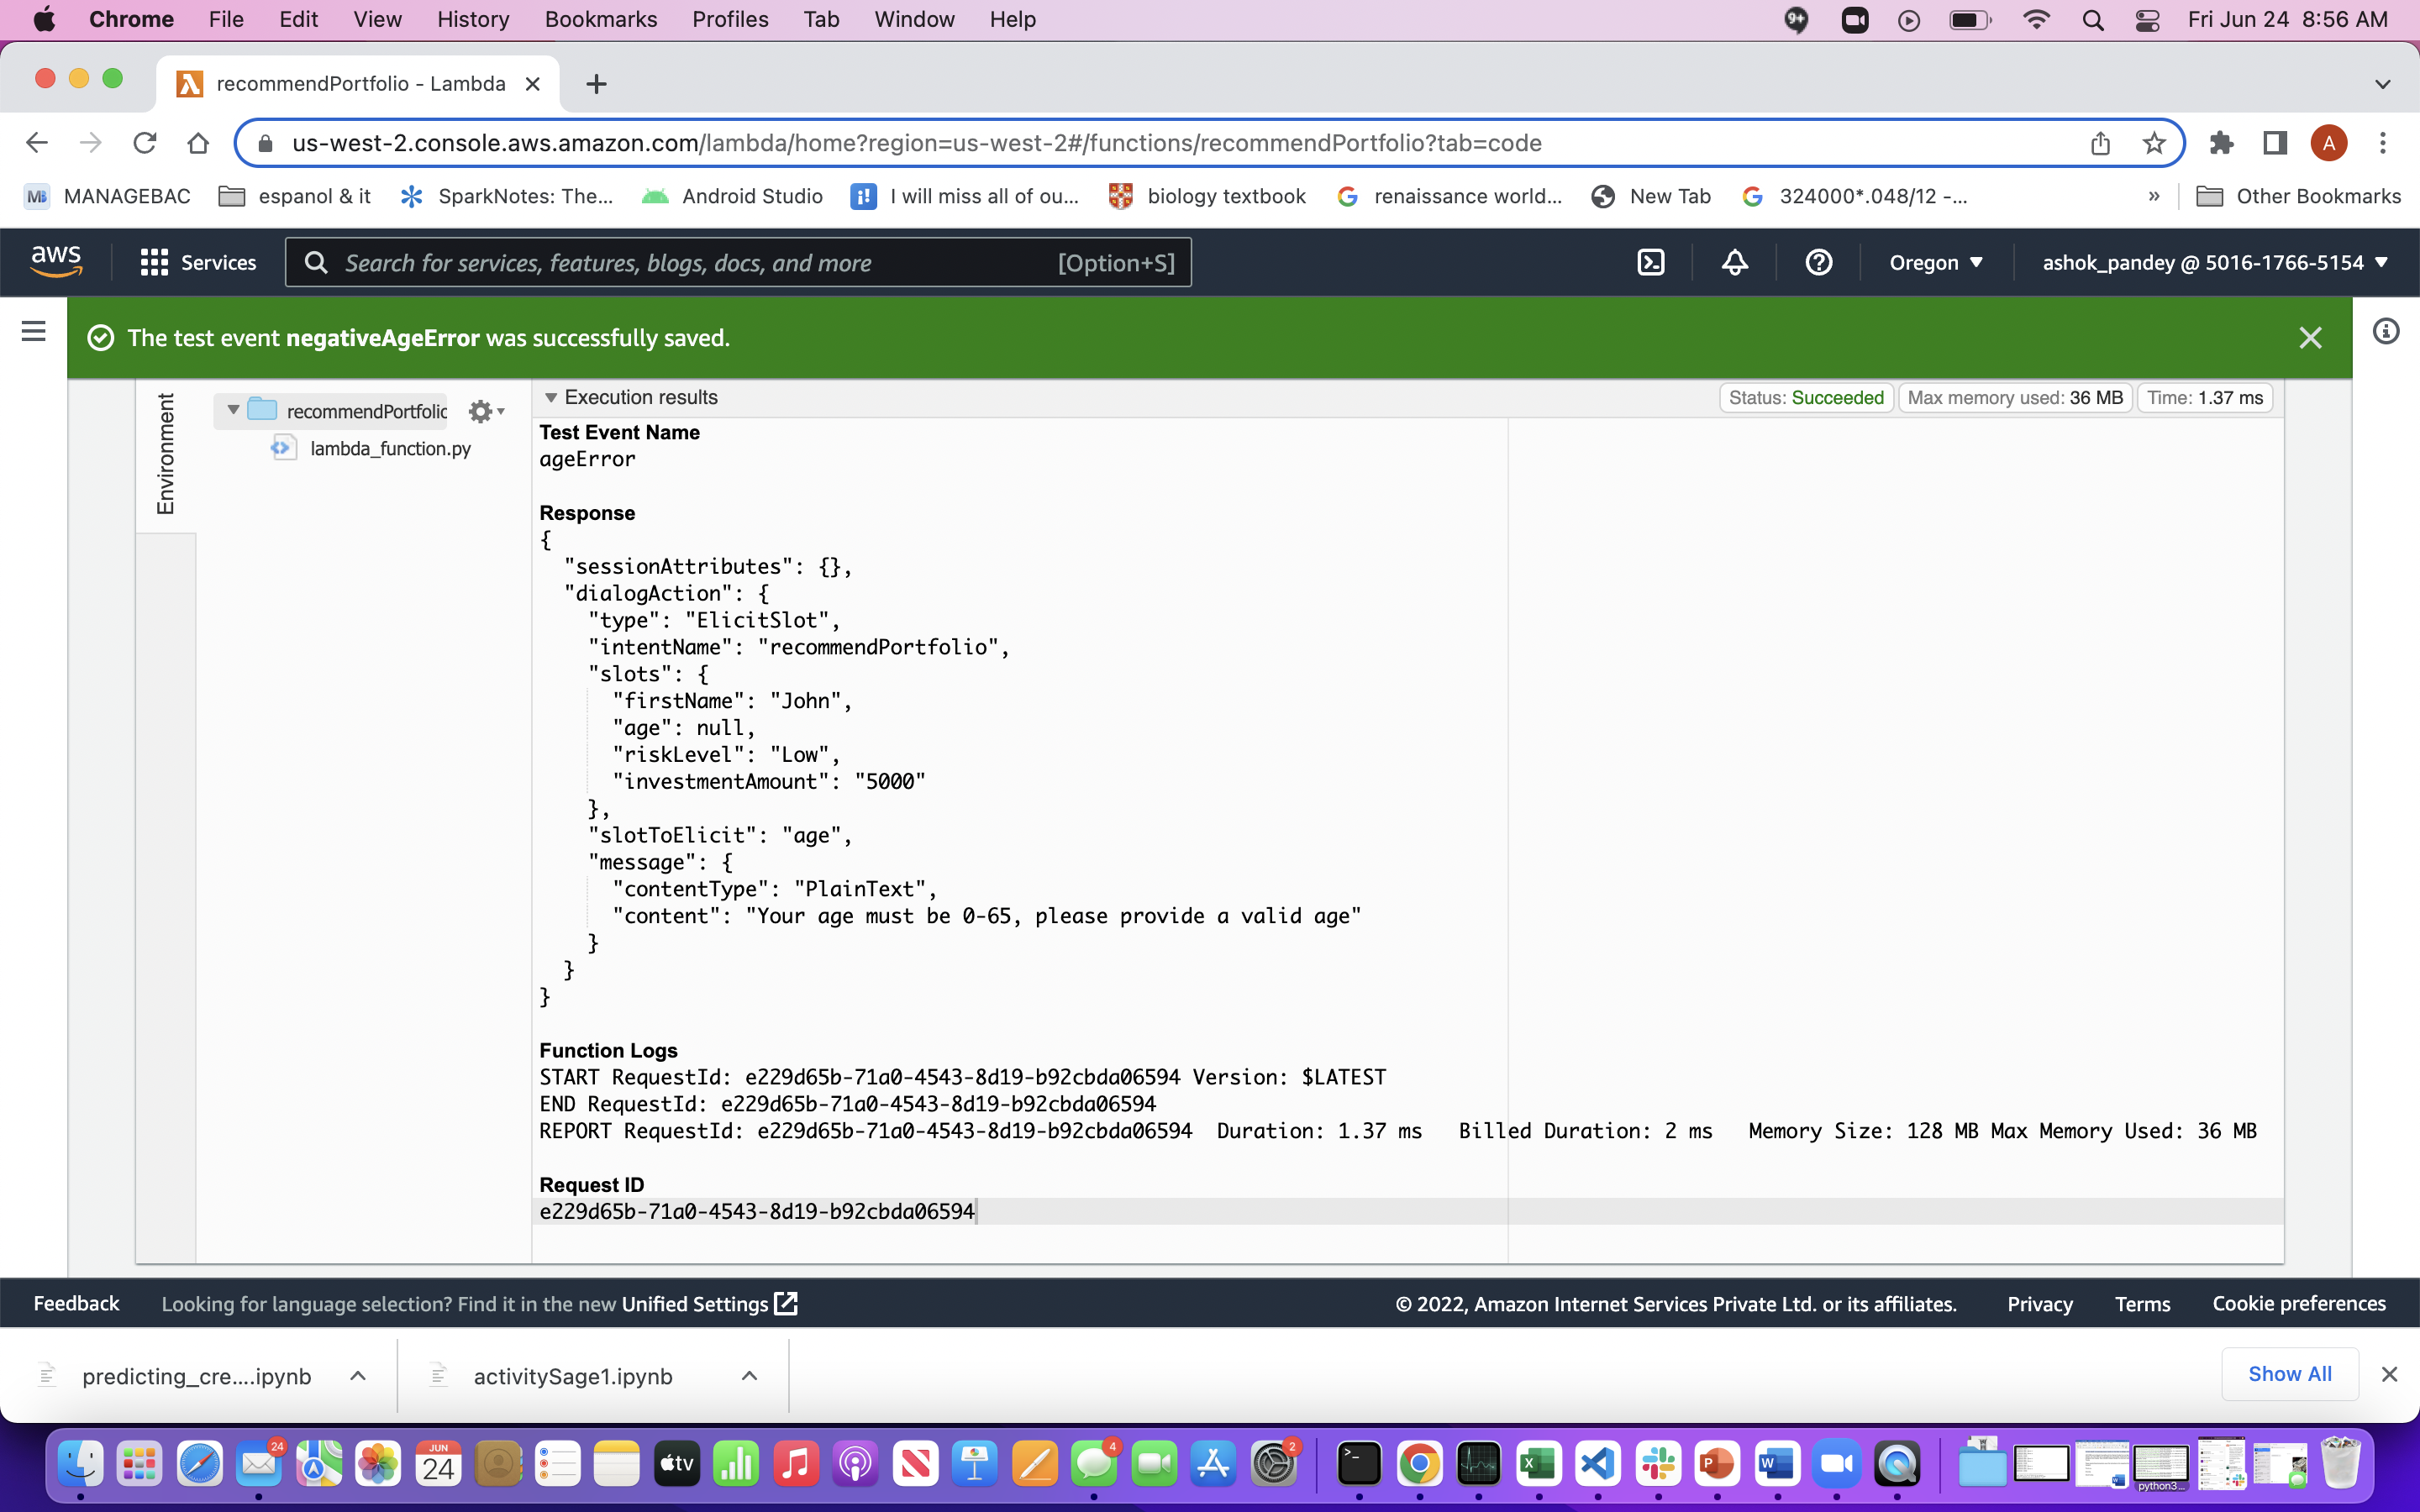 Chrome File Edit View History Bookmarks Profiles Tab Window Help
9+ Fri Jun 24 8:56 AM
recommendPortfolio - Lambda
us-west-2.console.aws.amazon.com/lambda/home?region=us-west-2#/functions/recommendPortfolio?tab=code
A
MB MANAGEBAC espanol & it SparkNotes: The... Android Studio i! I will miss all of ou... biology textbook G renaissance world... New Tab G 324000*.048/12 -... » Other Bookmarks
aws Services Search for services, features, blogs, docs, and more [Option+S] Oregon ashok_pandey @ 5016-1766-5154
The test event negativeAgeError was successfully saved.
Environment
recommendPortfolio
lambda_function.py
Execution results Status: Succeeded Max memory used: 36 MB Time: 1.37 ms
Test Event Name
ageError
Response
{
"sessionAttributes": {},
"dialogAction": {
"type": "ElicitSlot",
"intentName": "recommendPortfolio",
"slots": {
"firstName": "John",
"age": null,
"riskLevel": "Low",
"investmentAmount": "5000"
},
"slotToElicit": "age",
"message": {
"contentType": "PlainText",
"content": "Your age must be 0-65, please provide a valid age"
}
}
}
Function Logs
START RequestId: e229d65b-71a0-4543-8d19-b92cbda06594 Version: $LATEST
END RequestId: e229d65b-71a0-4543-8d19-b92cbda06594
REPORT RequestId: e229d65b-71a0-4543-8d19-b92cbda06594 Duration: 1.37 ms Billed Duration: 2 ms Memory Size: 128 MB Max Memory Used: 36 MB
Request ID
e229d65b-71a0-4543-8d19-b92cbda06594
Feedback Looking for language selection? Find it in the new Unified Settings © 2022, Amazon Internet Services Private Ltd. or its affiliates. Privacy Terms Cookie preferences
predicting_cre....ipynb activitySage1.ipynb Show All
24 JUN 24 tv 4 2 X P W python3...